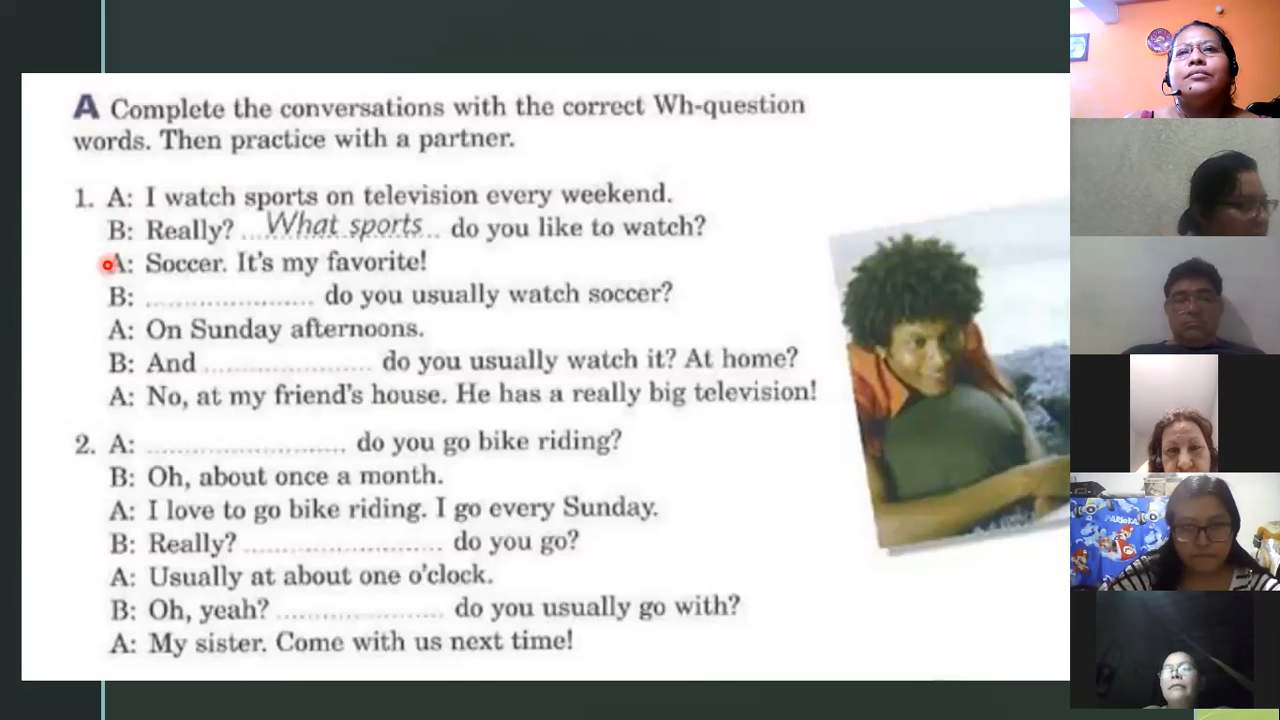 A Complete the conversations with the correct Wh-question
words. Then practice with a partner.
1. A: I watch sports on television every weekend.
B: Really? ...What sports... do you like to watch?
A: Soccer. It's my favorite!
B: ........................ do you usually watch soccer?
A: On Sunday afternoons.
B: And ........................ do you usually watch it? At home?
A: No, at my friend's house. He has a really big television!
2. A: ........................ do you go bike riding?
B: Oh, about once a month.
A: I love to go bike riding. I go every Sunday.
B: Really? ........................ do you go?
A: Usually at about one o'clock.
B: Oh, yeah? ........................ do you usually go with?
A: My sister. Come with us next time!